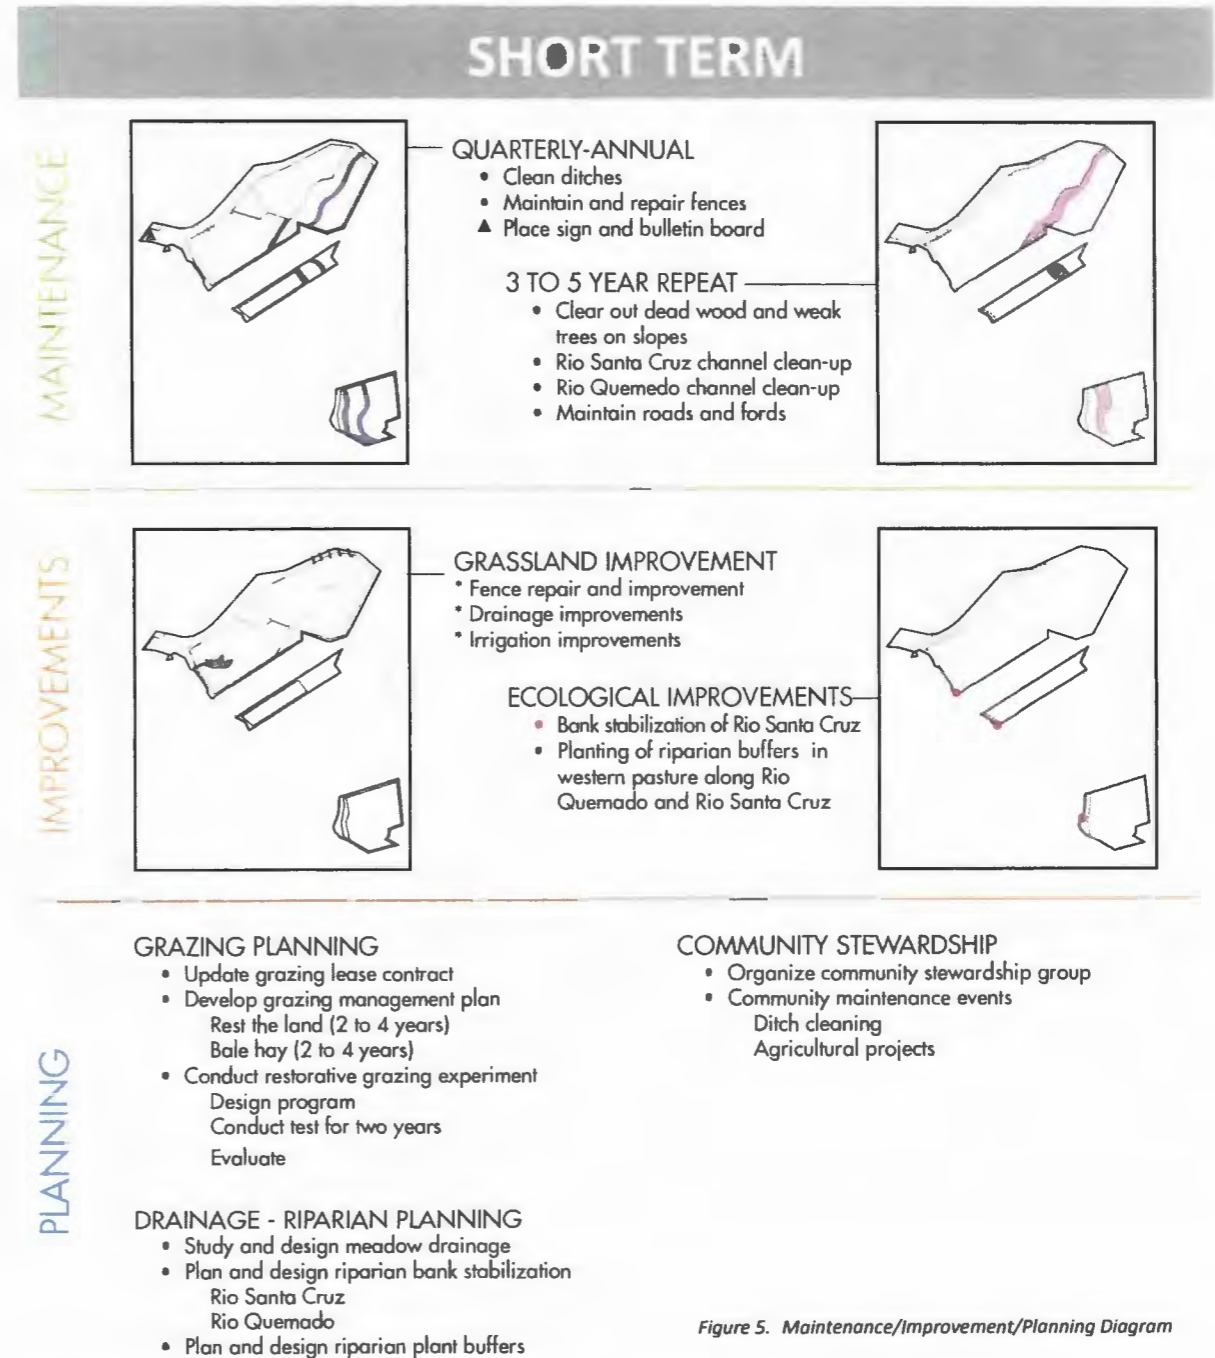 SHORT TERM
MAINTENANCE
QUARTERLY-ANNUAL
• Clean ditches
• Maintain and repair fences
▲ Place sign and bulletin board
3 TO 5 YEAR REPEAT
• Clear out dead wood and weak
trees on slopes
• Rio Santa Cruz channel clean-up
• Rio Quemedo channel clean-up
• Maintain roads and fords
IMPROVEMENTS
GRASSLAND IMPROVEMENT
* Fence repair and improvement
* Drainage improvements
* Irrigation improvements
ECOLOGICAL IMPROVEMENTS
• Bank stabilization of Rio Santa Cruz
• Planting of riparian buffers in
western pasture along Rio
Quemado and Rio Santa Cruz
PLANNING
GRAZING PLANNING
• Update grazing lease contract
• Develop grazing management plan
Rest the land (2 to 4 years)
Bale hay (2 to 4 years)
• Conduct restorative grazing experiment
Design program
Conduct test for two years
Evaluate
DRAINAGE - RIPARIAN PLANNING
• Study and design meadow drainage
• Plan and design riparian bank stabilization
Rio Santa Cruz
Rio Quemado
• Plan and design riparian plant buffers
COMMUNITY STEWARDSHIP
• Organize community stewardship group
• Community maintenance events
Ditch cleaning
Agricultural projects
Figure 5. Maintenance/Improvement/Planning Diagram